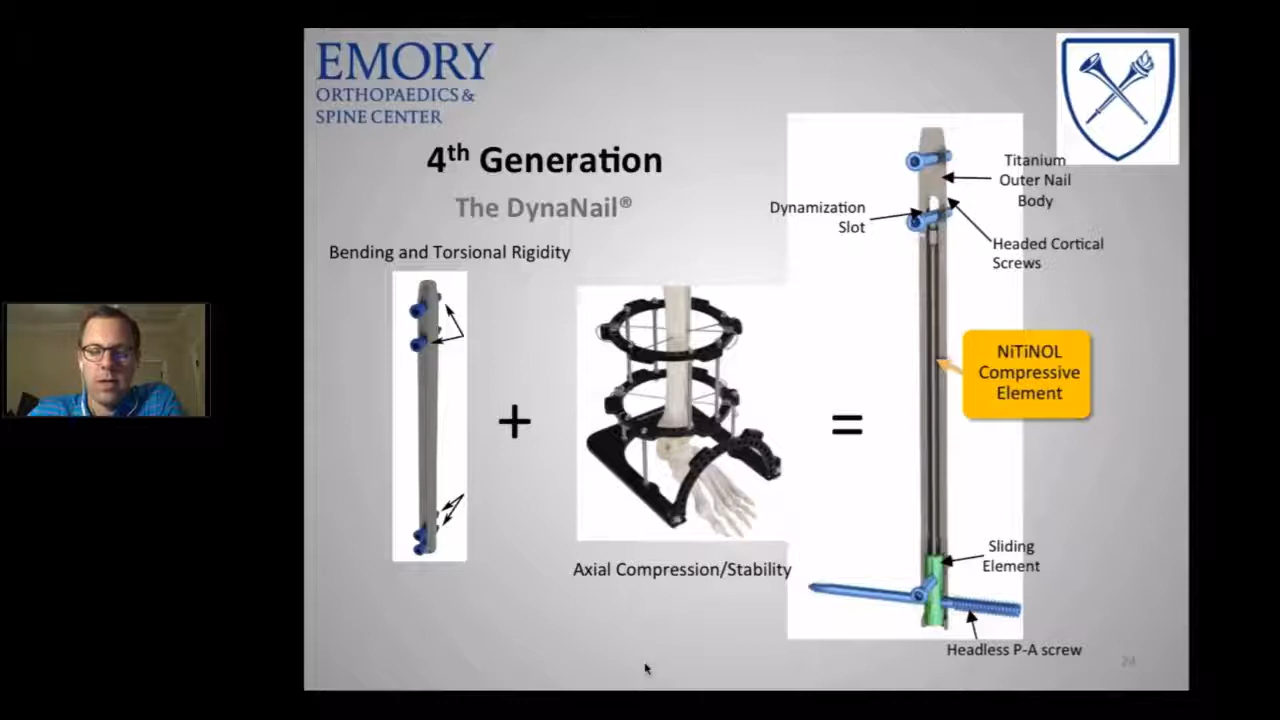 EMORY
ORTHOPAEDICS &
SPINE CENTER
4th Generation
The DynaNail®
Bending and Torsional Rigidity
+
Axial Compression/Stability
=
Titanium
Outer Nail
Body
Dynamization
Slot
Headed Cortical
Screws
NiTiNOL
Compressive
Element
Sliding
Element
Headless P-A screw
24